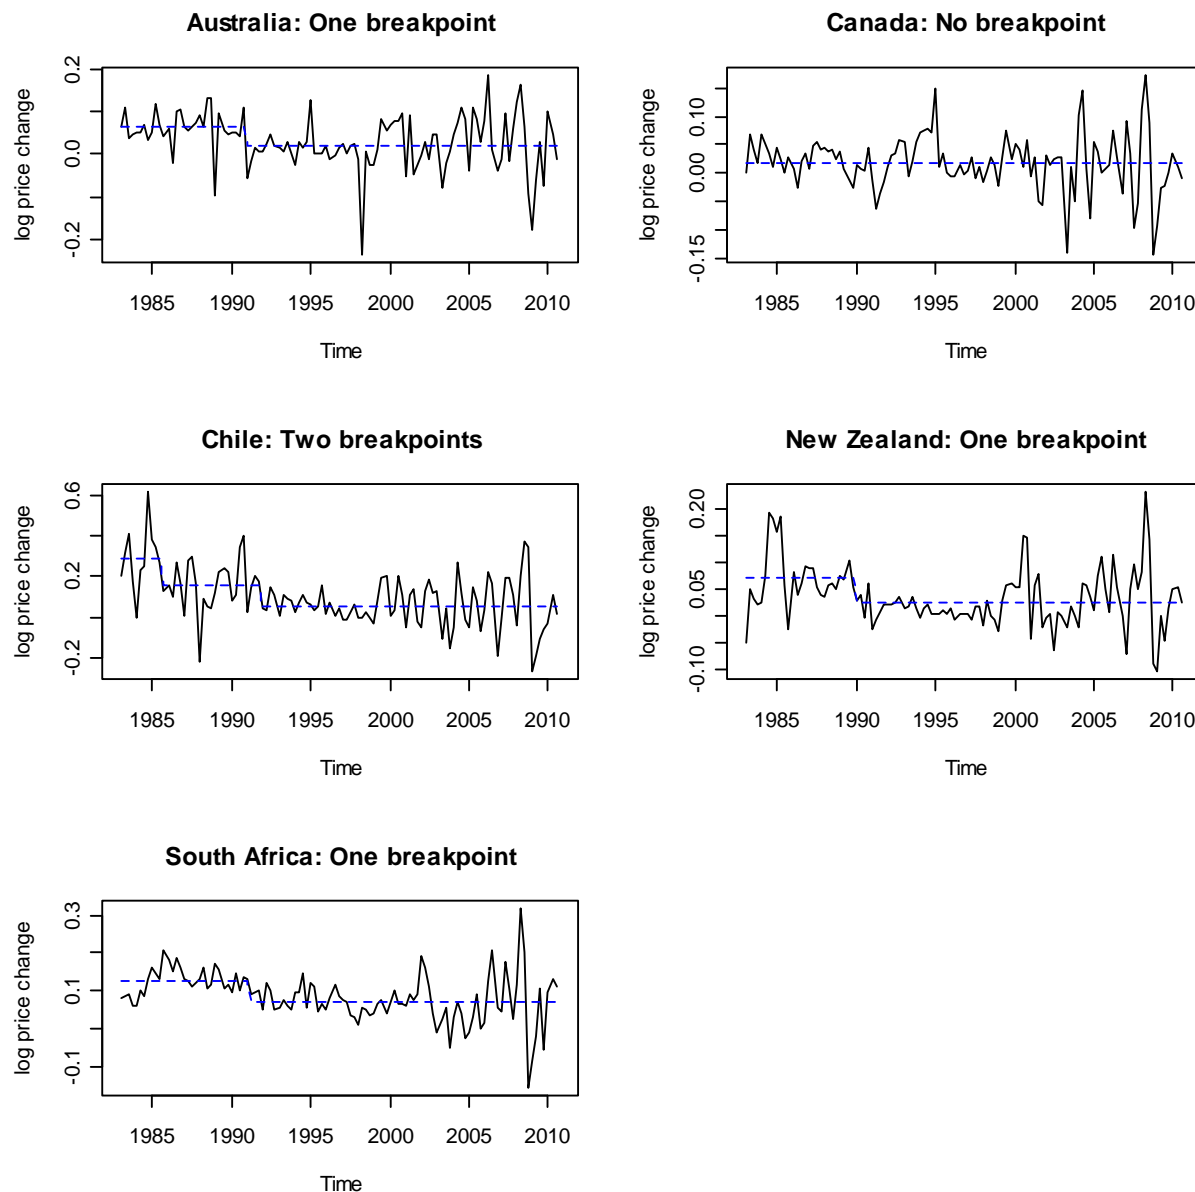 Australia: One breakpoint
log price change
0.2
0.0
-0.2
1985 1990 1995 2000 2005 2010
Time
Canada: No breakpoint
log price change
0.10
0.00
-0.15
1985 1990 1995 2000 2005 2010
Time
Chile: Two breakpoints
log price change
0.6
0.2
-0.2
1985 1990 1995 2000 2005 2010
Time
New Zealand: One breakpoint
log price change
0.20
0.05
-0.10
1985 1990 1995 2000 2005 2010
Time
South Africa: One breakpoint
log price change
0.3
0.1
-0.1
1985 1990 1995 2000 2005 2010
Time